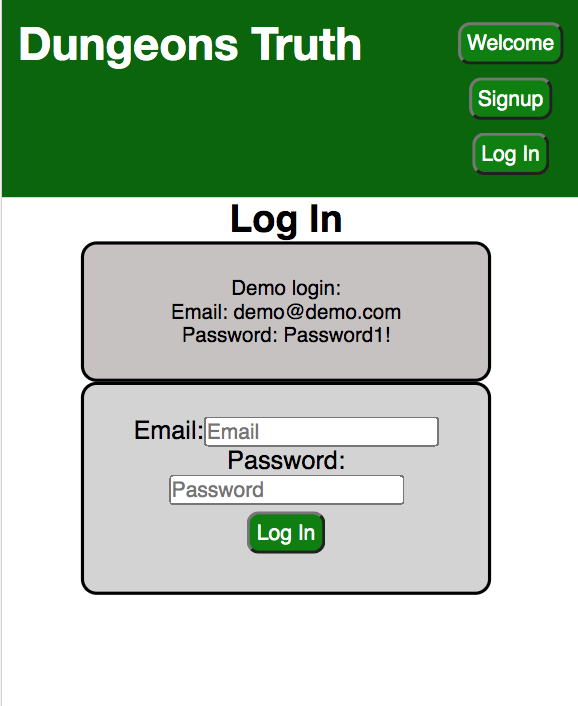 Dungeons Truth
Welcome
Signup
Log In
Log In
Demo login:
Email: demo@demo.com
Password: Password1!
Email: Email
Password:
Password
Log In